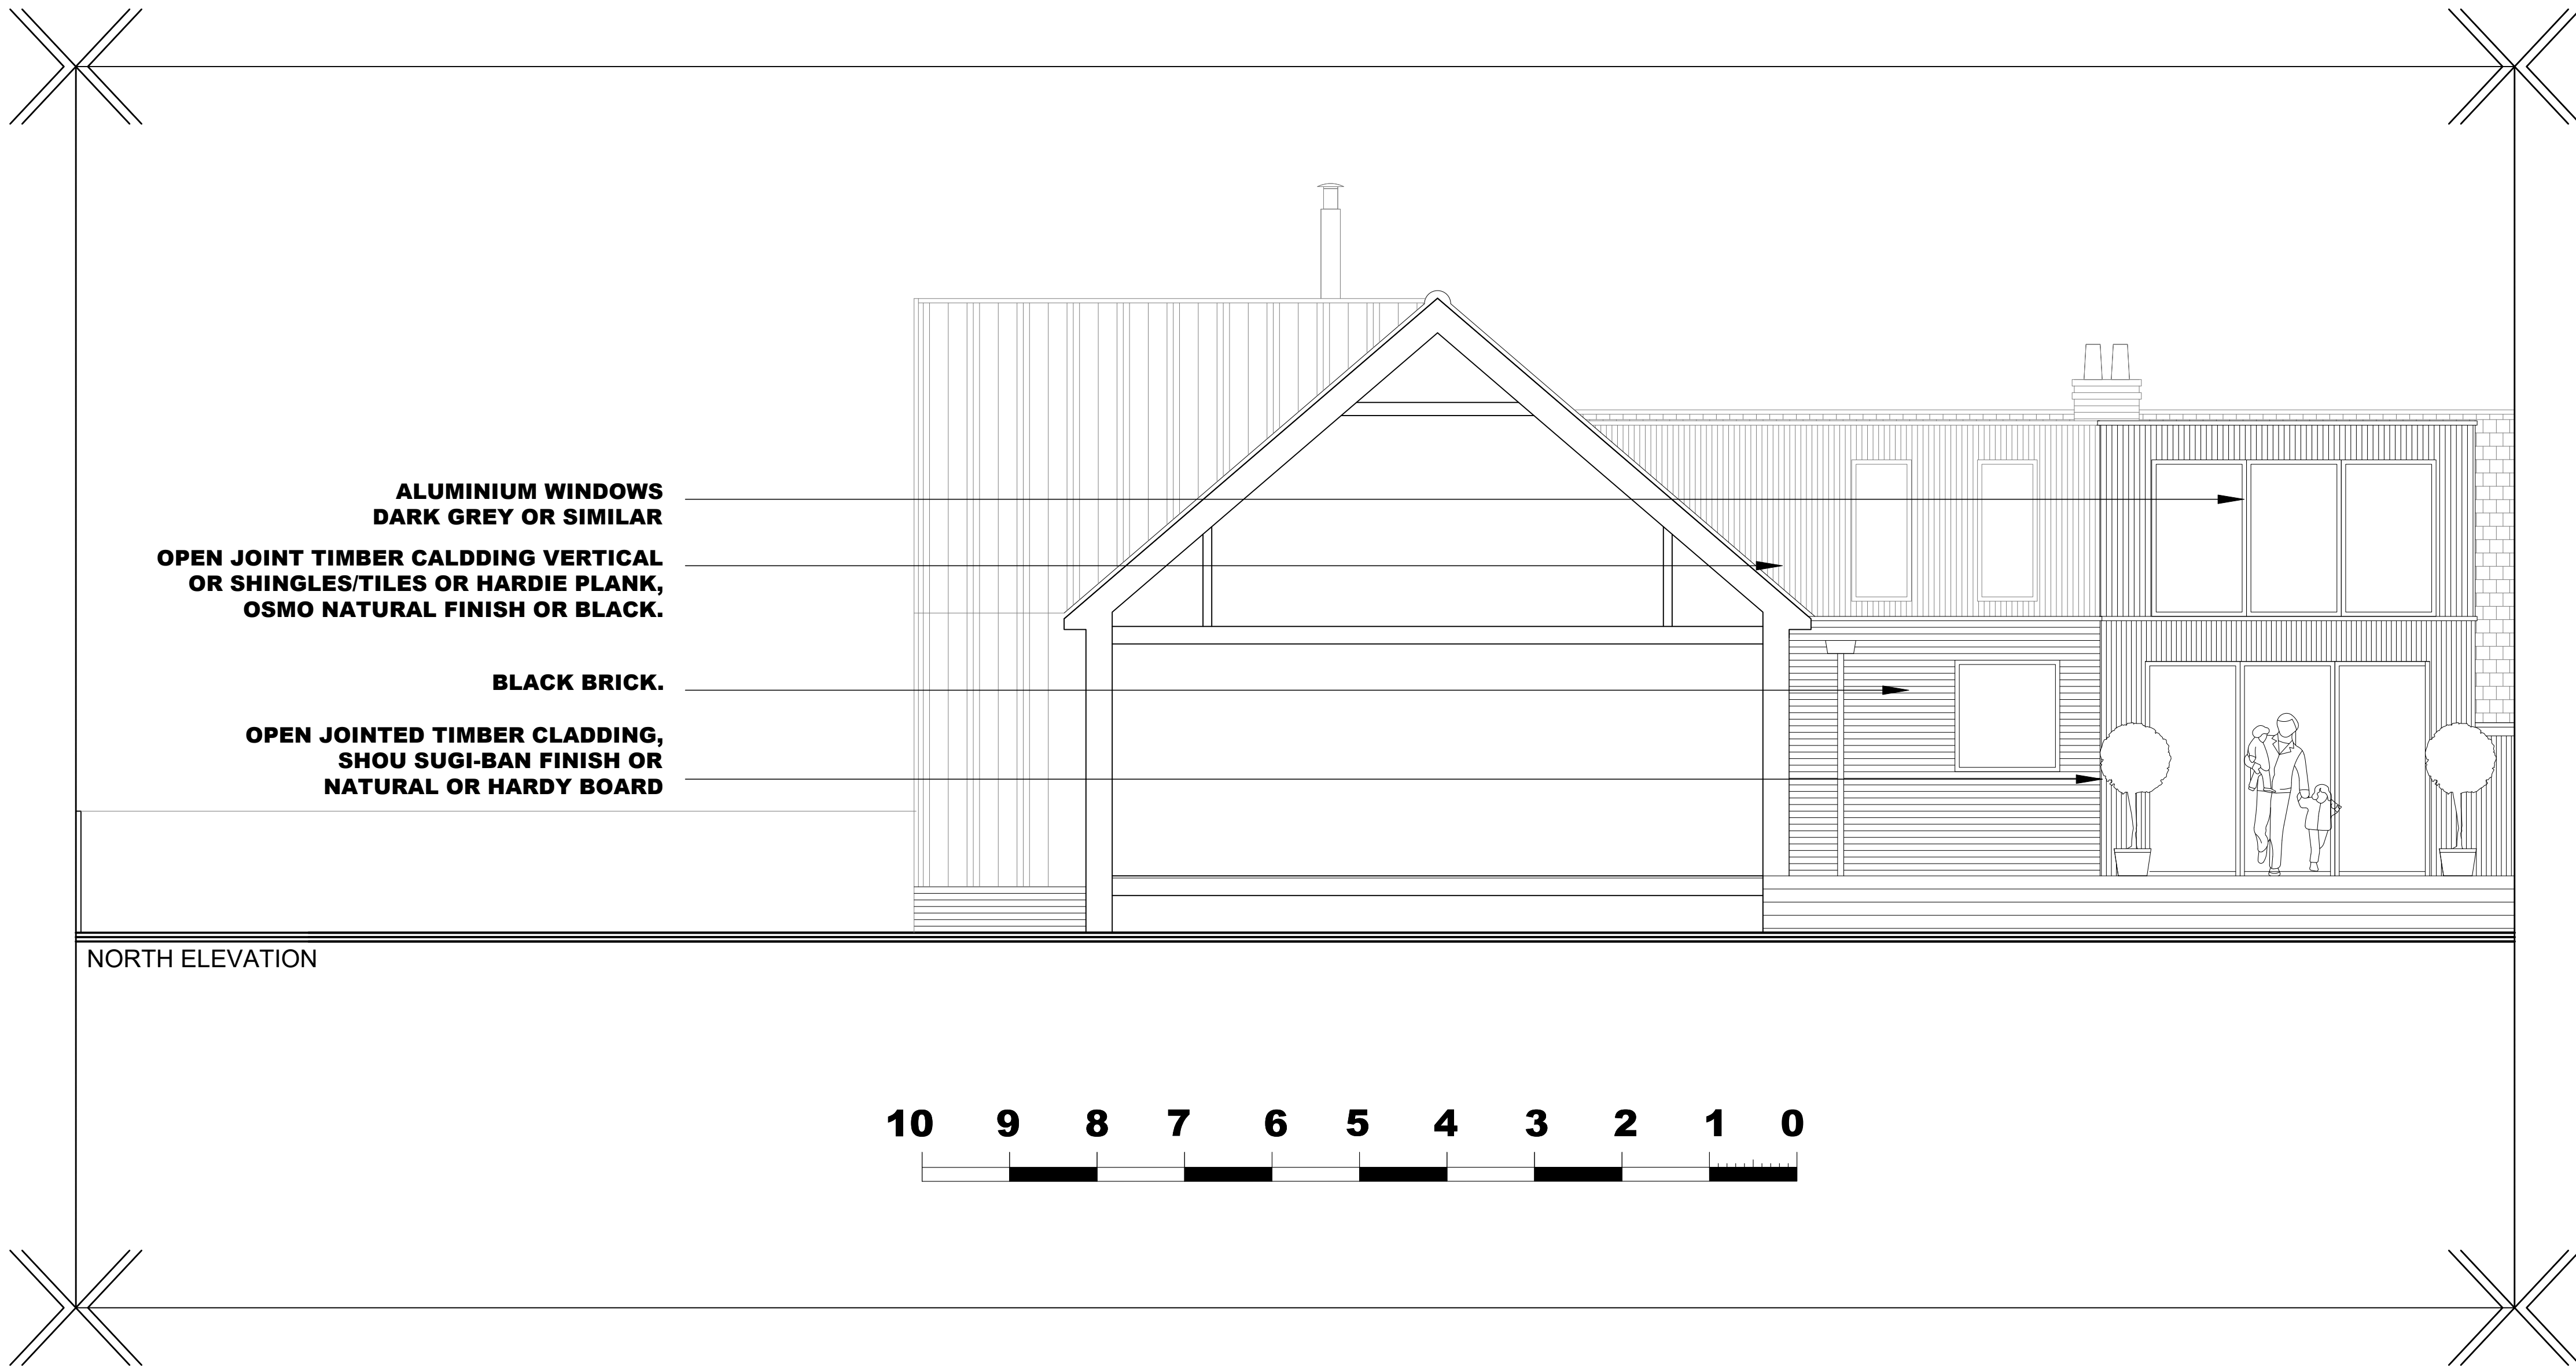 ALUMINIUM WINDOWS
DARK GREY OR SIMILAR
OPEN JOINT TIMBER CALDDING VERTICAL
OR SHINGLES/TILES OR HARDIE PLANK,
OSMO NATURAL FINISH OR BLACK.
BLACK BRICK.
OPEN JOINTED TIMBER CLADDING,
SHOU SUGI-BAN FINISH OR
NATURAL OR HARDY BOARD
NORTH ELEVATION
10 9 8 7 6 5 4 3 2 1 0